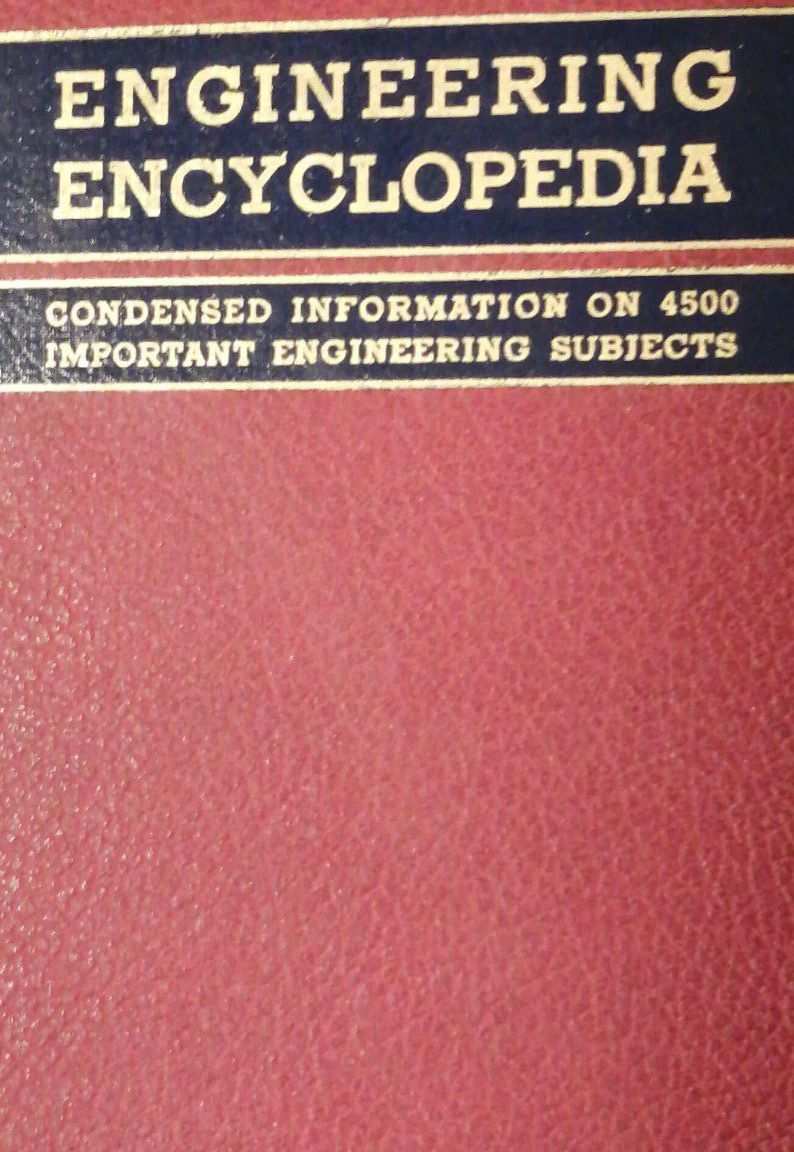 ENGINEERING
ENCYCLOPEDIA
CONDENSED INFORMATION ON 4500
IMPORTANT ENGINEERING SUBJECTS